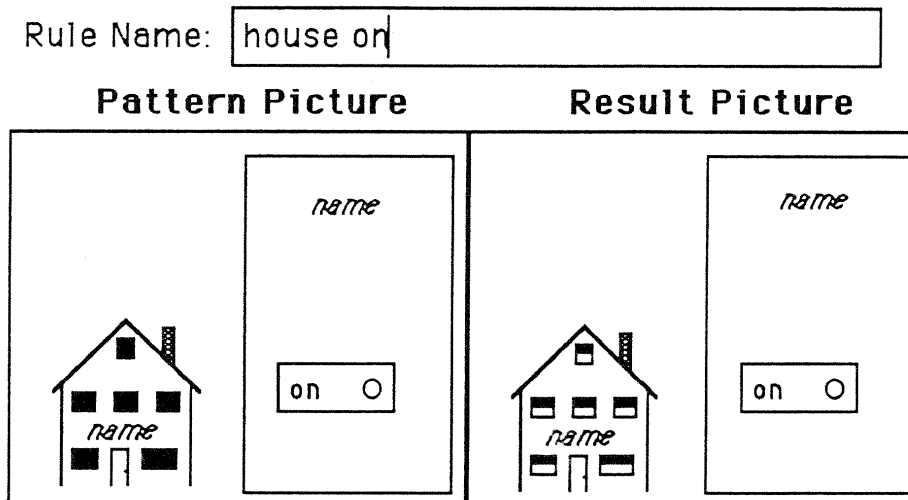 Rule Name: house on
Pattern Picture
Result Picture
name
name
on
on
name
name